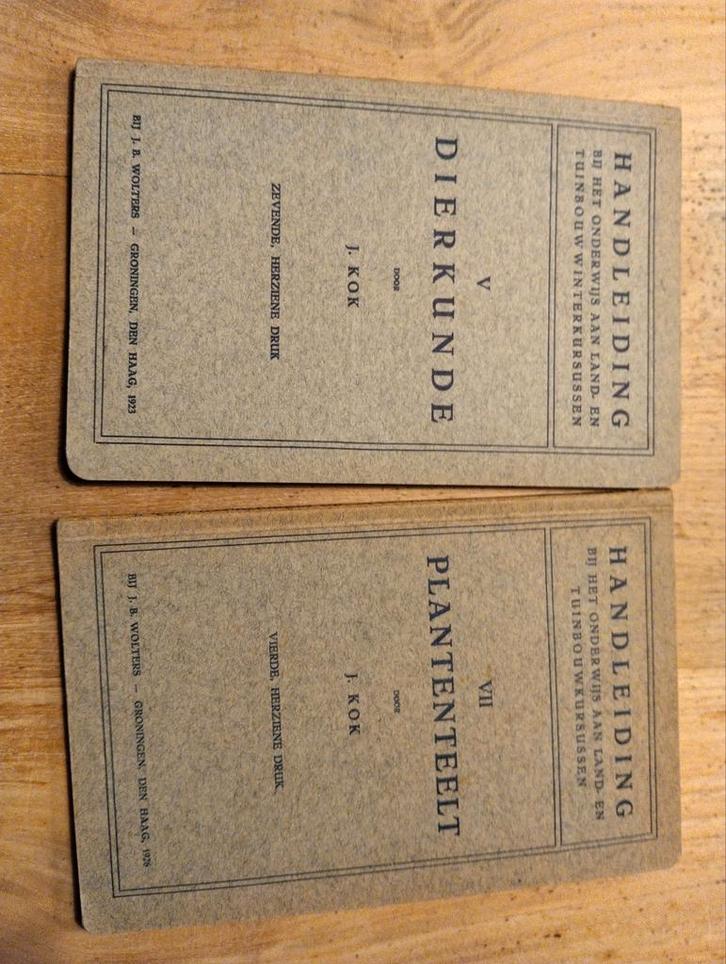 HANDLEIDING
BIJ HET ONDERWIJS AAN LAND- EN
TUINBOUWWINTERKURSUSSEN
V
DIERKUNDE
DOOR
J. KOK
ZEVENDE, HERZIENE DRUK
BIJ J. B. WOLTERS – GRONINGEN, DEN HAAG, 1923
HANDLEIDING
BIJ HET ONDERWIJS AAN LAND- EN
TUINBOUWKURSUSSEN
VII
PLANTENTEELT
DOOR
J. KOK
VIERDE, HERZIENE DRUK
BIJ J. B. WOLTERS – GRONINGEN, DEN HAAG, 1926